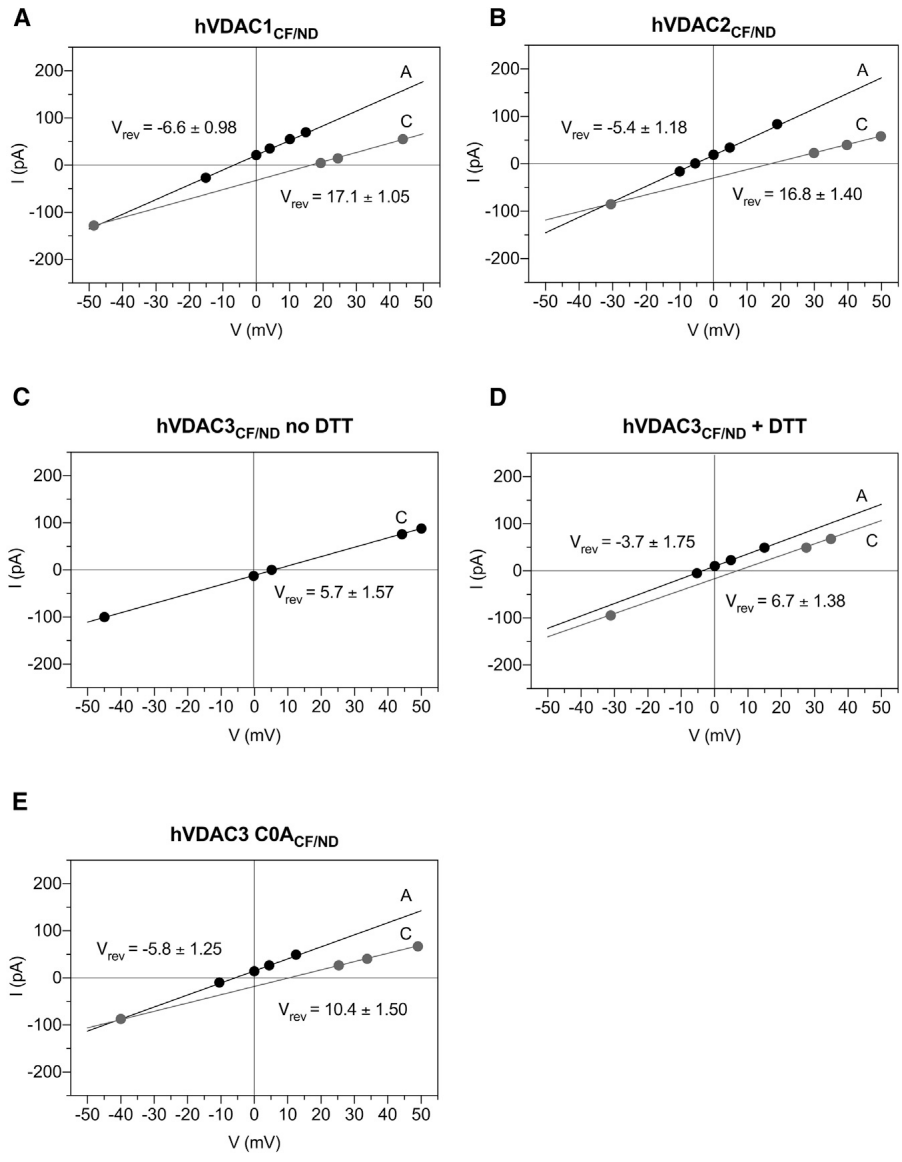 A
hVDAC1CF/ND
200
100
0
-100
-200
I (pA)
A
C
Vrev = -6.6 ± 0.98
Vrev = 17.1 ± 1.05
-50 -40 -30 -20 -10 0 10 20 30 40 50
V (mV)
B
hVDAC2CF/ND
200
100
0
-100
-200
I (pA)
A
C
Vrev = -5.4 ± 1.18
Vrev = 16.8 ± 1.40
-50 -40 -30 -20 -10 0 10 20 30 40 50
V (mV)
C
hVDAC3CF/ND no DTT
200
100
0
-100
-200
I (pA)
C
Vrev = 5.7 ± 1.57
-50 -40 -30 -20 -10 0 10 20 30 40 50
V (mV)
D
hVDAC3CF/ND + DTT
200
100
0
-100
-200
I (pA)
A
C
Vrev = -3.7 ± 1.75
Vrev = 6.7 ± 1.38
-50 -40 -30 -20 -10 0 10 20 30 40 50
V (mV)
E
hVDAC3 C0ACF/ND
200
100
0
-100
-200
I (pA)
A
C
Vrev = -5.8 ± 1.25
Vrev = 10.4 ± 1.50
-50 -40 -30 -20 -10 0 10 20 30 40 50
V (mV)